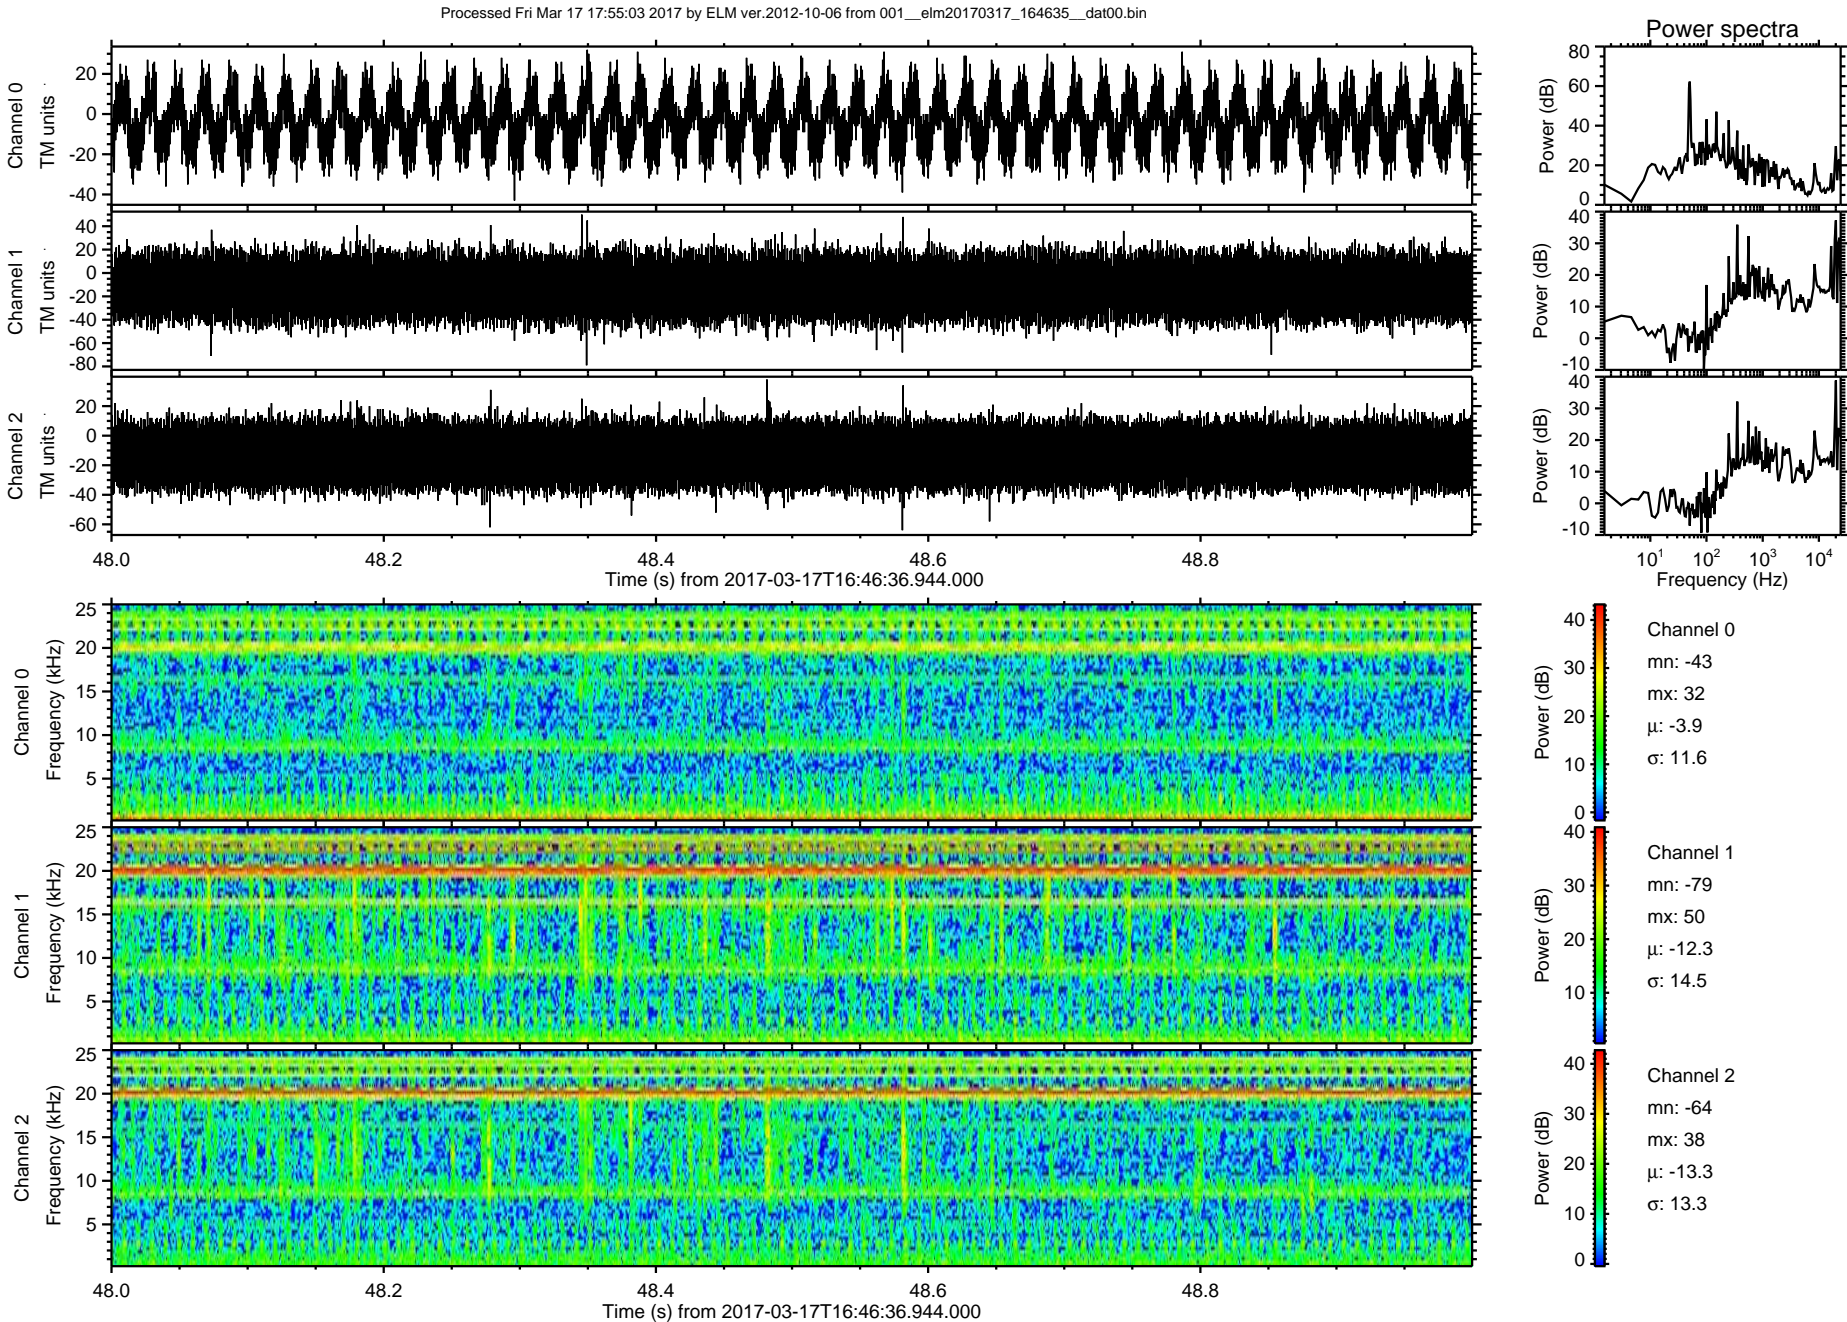 Processed Fri Mar 17 17:55:03 2017 by ELM ver.2012-10-06 from 001__elm20170317_164635__dat00.bin
Power spectra
Channel 0
TM units
20
0
-20
-40
Power (dB)
80
60
40
20
0
Channel 1
TM units
40
20
0
-20
-40
-60
-80
Power (dB)
40
30
20
10
0
-10
Channel 2
TM units
20
0
-20
-40
-60
Power (dB)
40
30
20
10
0
-10
48.0 48.2 48.4 48.6 48.8
Time (s) from 2017-03-17T16:46:36.944.000
10¹ 10² 10³ 10⁴
Frequency (Hz)
Channel 0
Frequency (kHz)
25
20
15
10
5
Power (dB)
40
30
20
10
0
Channel 0
mn: -43
mx: 32
μ: -3.9
σ: 11.6
Channel 1
Frequency (kHz)
25
20
15
10
5
Power (dB)
40
30
20
10
Channel 1
mn: -79
mx: 50
μ: -12.3
σ: 14.5
Channel 2
Frequency (kHz)
25
20
15
10
5
Power (dB)
40
30
20
10
0
Channel 2
mn: -64
mx: 38
μ: -13.3
σ: 13.3
48.0 48.2 48.4 48.6 48.8
Time (s) from 2017-03-17T16:46:36.944.000